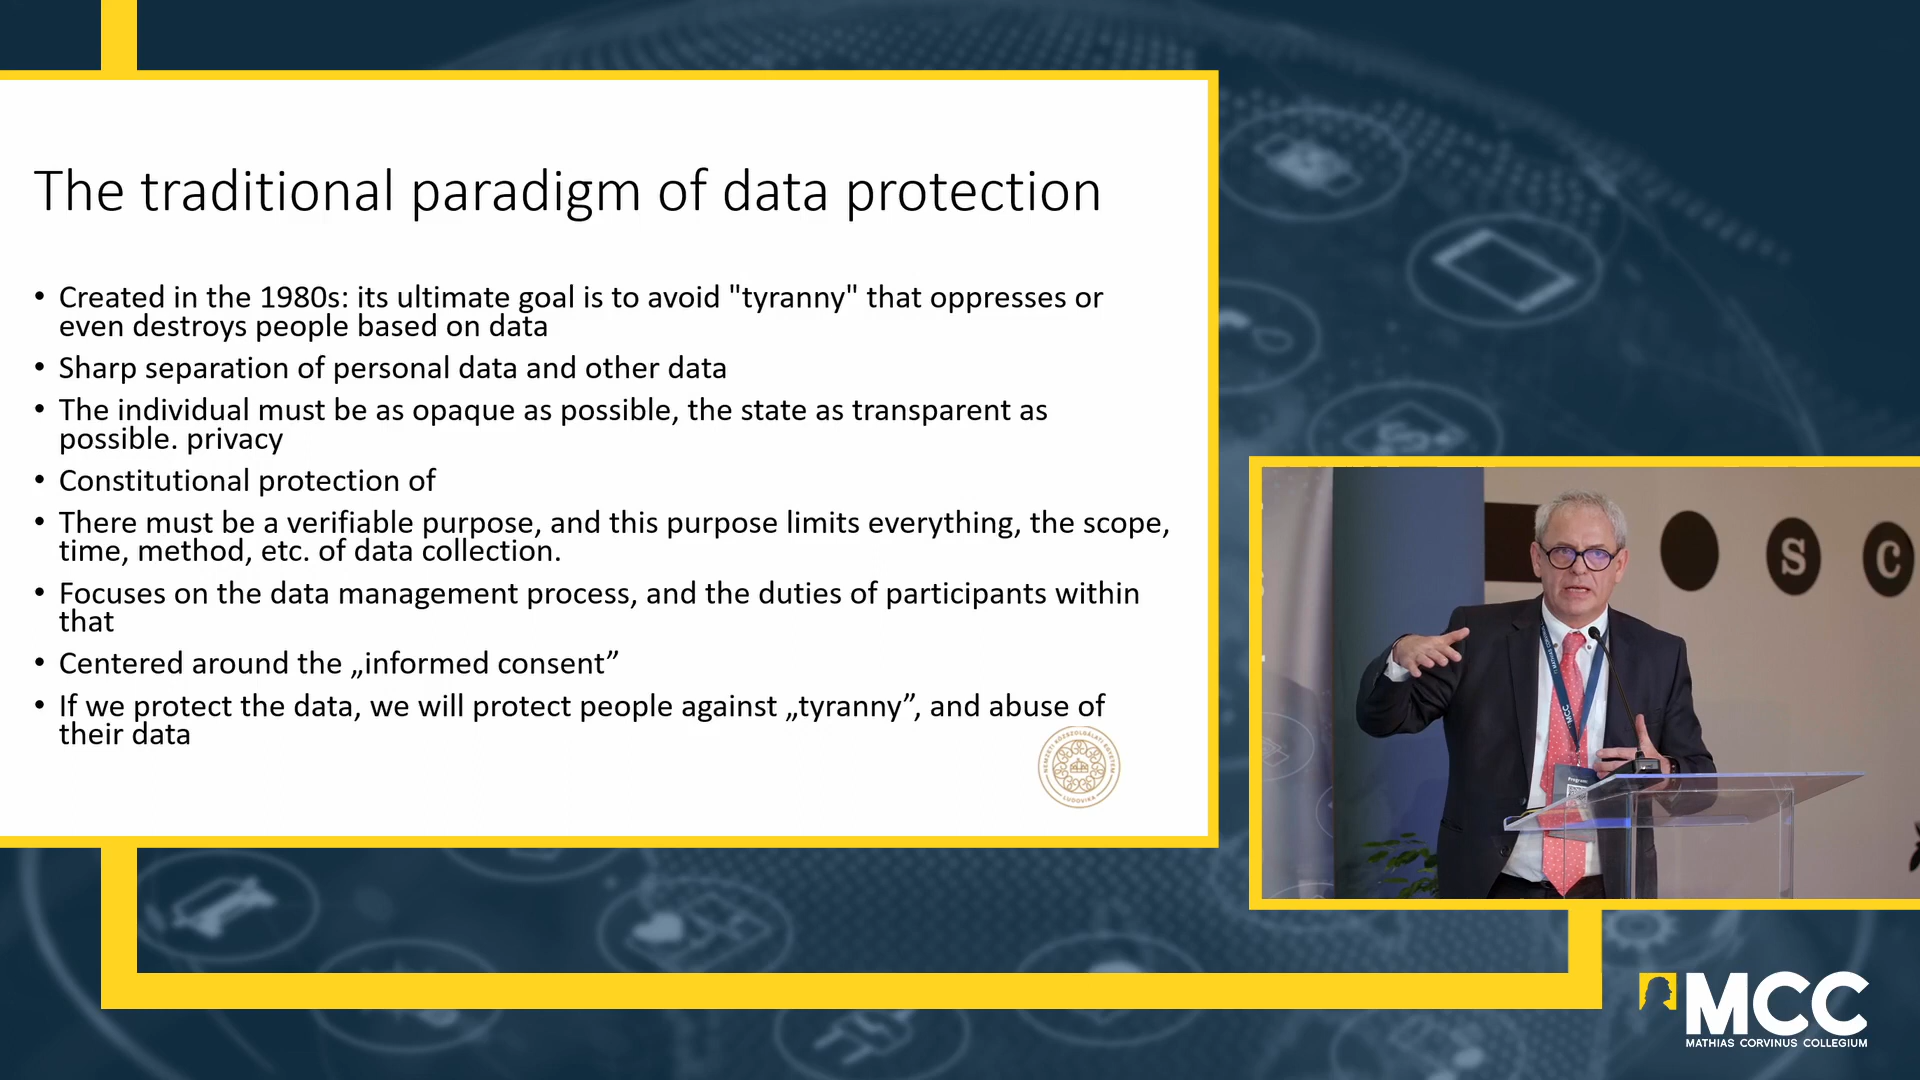 The traditional paradigm of data protection
• Created in the 1980s: its ultimate goal is to avoid "tyranny" that oppresses or
even destroys people based on data
• Sharp separation of personal data and other data
• The individual must be as opaque as possible, the state as transparent as
possible. privacy
• Constitutional protection of
• There must be a verifiable purpose, and this purpose limits everything, the scope,
time, method, etc. of data collection.
• Focuses on the data management process, and the duties of participants within
that
• Centered around the „informed consent”
• If we protect the data, we will protect people against „tyranny”, and abuse of
their data
NEMZETI KÖZSZOLGÁLATI EGYETEM
LUDOVIKA
S C
MCC
MCC
MATHIAS CORVINUS COLLEGIUM